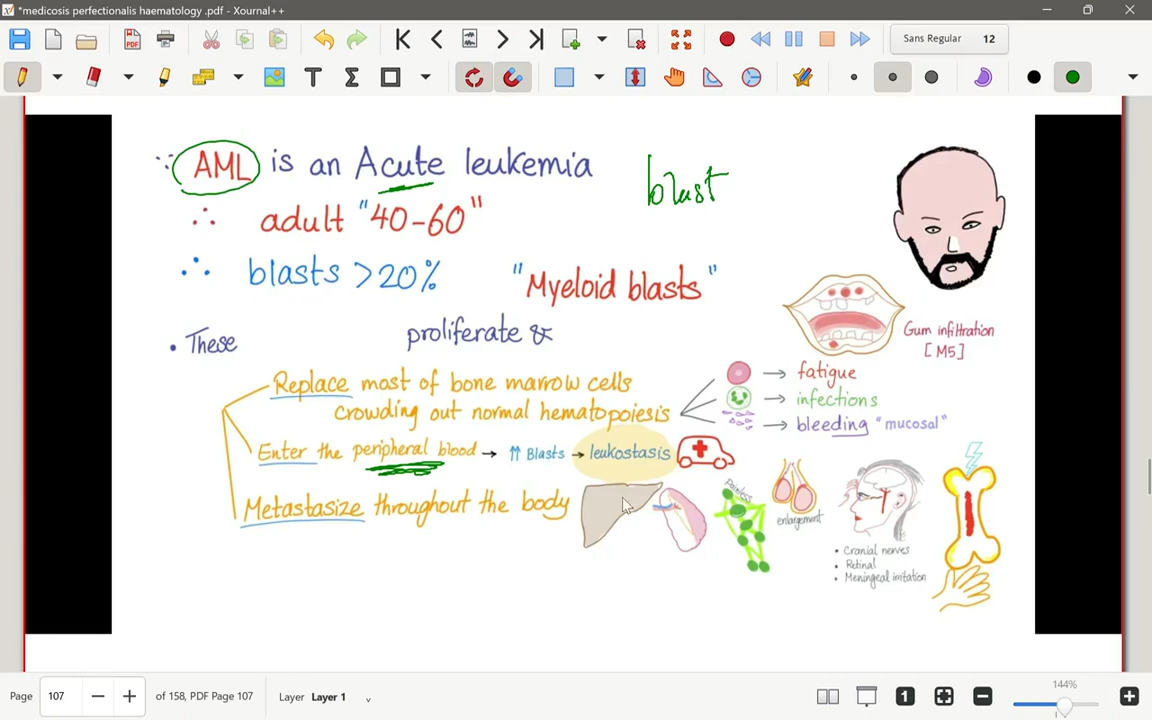 *medicosis perfectionalis haematology .pdf - Xournal++
Sans Regular 12
∵ AML is an Acute leukemia
blast
∴ adult "40-60"
∴ blasts >20% "Myeloid blasts"
• These proliferate &
Gum infiltration
[M5]
Replace most of bone marrow cells
crowding out normal hematopoiesis
→ fatigue
→ infections
→ bleeding "mucosal"
Enter the peripheral blood → ↑↑ Blasts → leukostasis
Metastasize throughout the body
Painless
enlargement
• Cranial nerves
• Retinal
• Meningeal irritation
Page 107 of 158, PDF Page 107 Layer Layer 1
144%
1